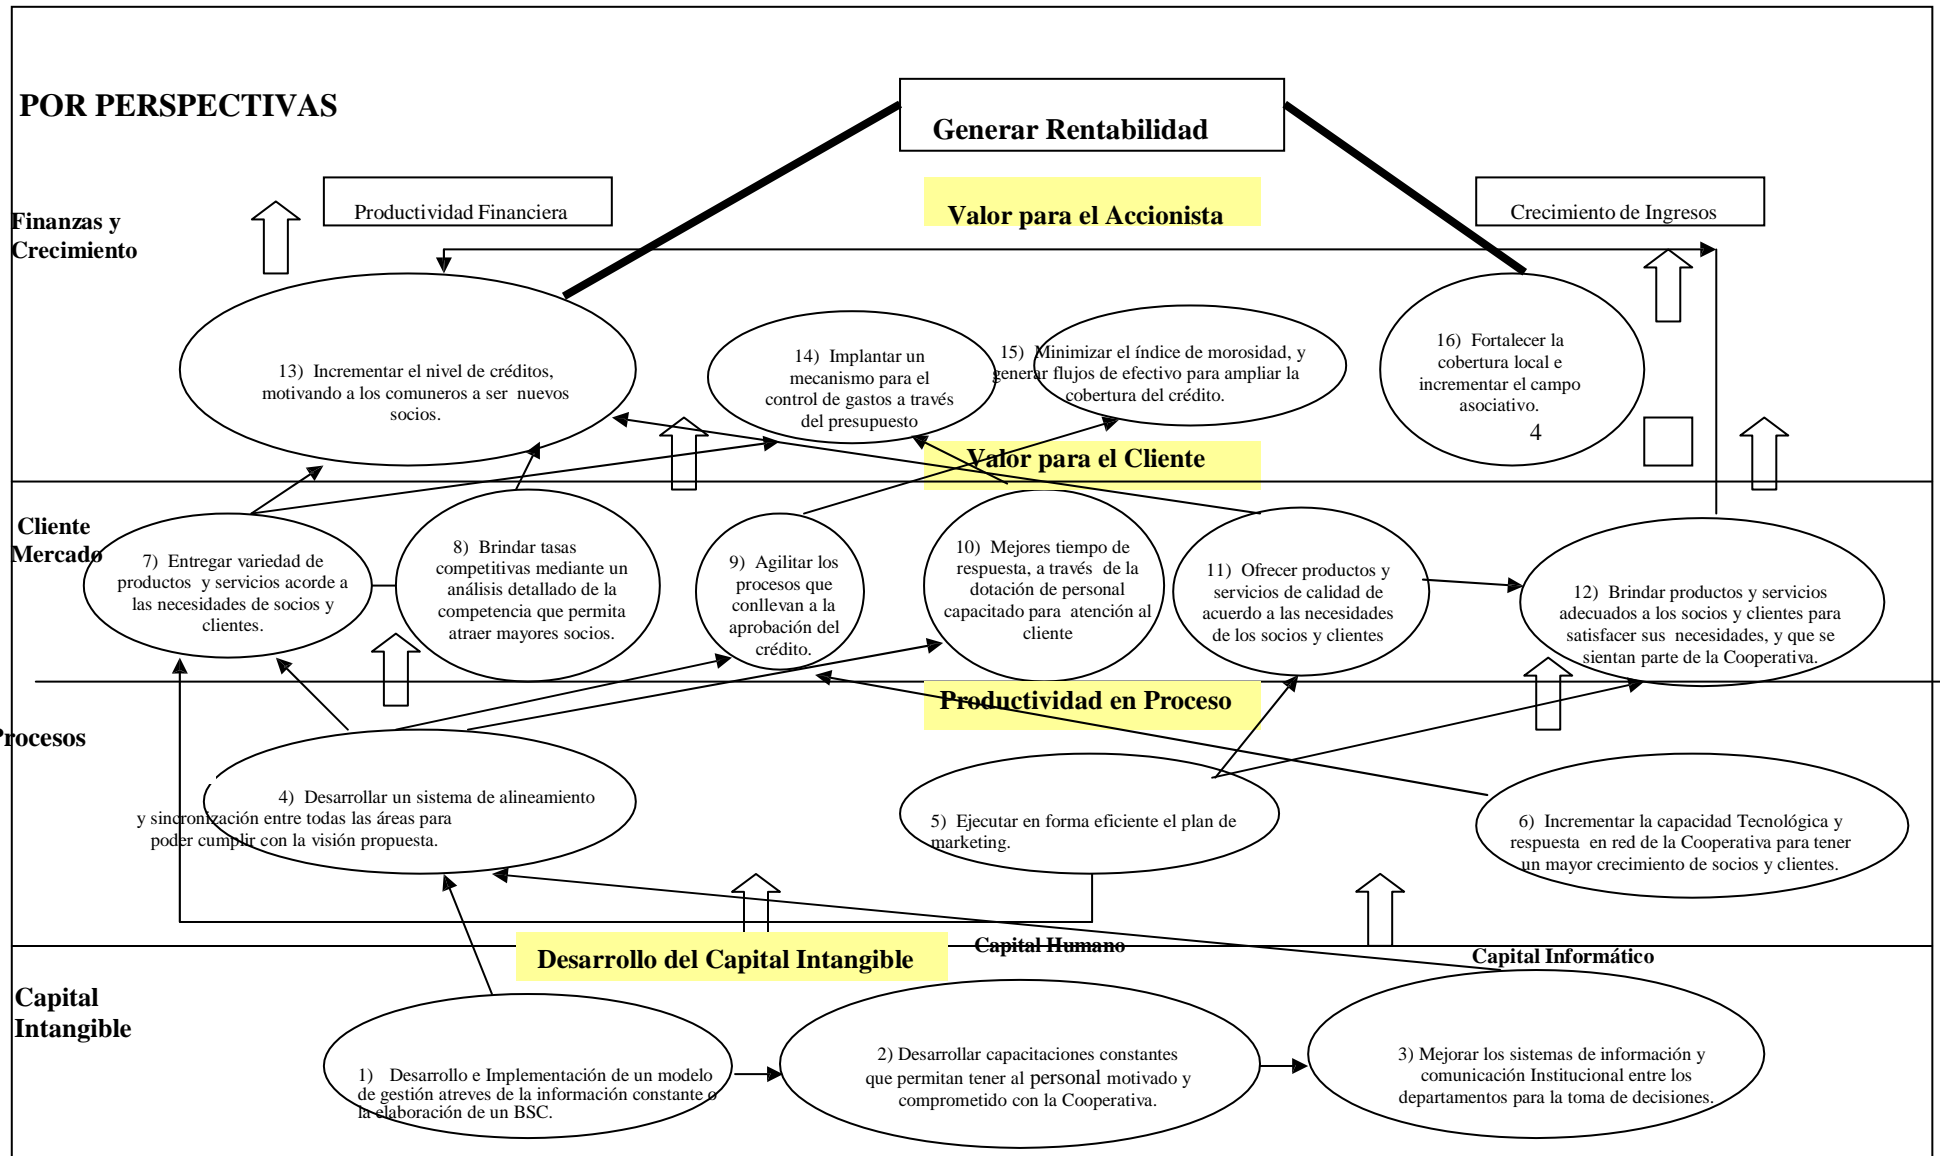 POR PERSPECTIVAS
Generar Rentabilidad
Finanzas y
Crecimiento
Productividad Financiera
Valor para el Accionista
Crecimiento de Ingresos
13) Incrementar el nivel de créditos,
motivando a los comuneros a ser nuevos
socios.
14) Implantar un
mecanismo para el
control de gastos a través
del presupuesto
15) Minimizar el índice de morosidad, y
generar flujos de efectivo para ampliar la
cobertura del crédito.
16) Fortalecer la
cobertura local e
incrementar el campo
asociativo.
4
Valor para el Cliente
Cliente
Mercado
7) Entregar variedad de
productos y servicios acorde a
las necesidades de socios y
clientes.
8) Brindar tasas
competitivas mediante un
análisis detallado de la
competencia que permita
atraer mayores socios.
9) Agilitar los
procesos que
conllevan a la
aprobación del
crédito.
10) Mejores tiempo de
respuesta, a través de la
dotación de personal
capacitado para atención al
cliente
11) Ofrecer productos y
servicios de calidad de
acuerdo a las necesidades
de los socios y clientes
12) Brindar productos y servicios
adecuados a los socios y clientes para
satisfacer sus necesidades, y que se
sientan parte de la Cooperativa.
Productividad en Proceso
Procesos
4) Desarrollar un sistema de alineamiento
y sincronización entre todas las áreas para
poder cumplir con la visión propuesta.
5) Ejecutar en forma eficiente el plan de
marketing.
6) Incrementar la capacidad Tecnológica y
respuesta en red de la Cooperativa para tener
un mayor crecimiento de socios y clientes.
Desarrollo del Capital Intangible
Capital Humano
Capital Informático
Capital
Intangible
1) Desarrollo e Implementación de un modelo
de gestión atreves de la información constante o
la elaboración de un BSC.
2) Desarrollar capacitaciones constantes
que permitan tener al personal motivado y
comprometido con la Cooperativa.
3) Mejorar los sistemas de información y
comunicación Institucional entre los
departamentos para la toma de decisiones.